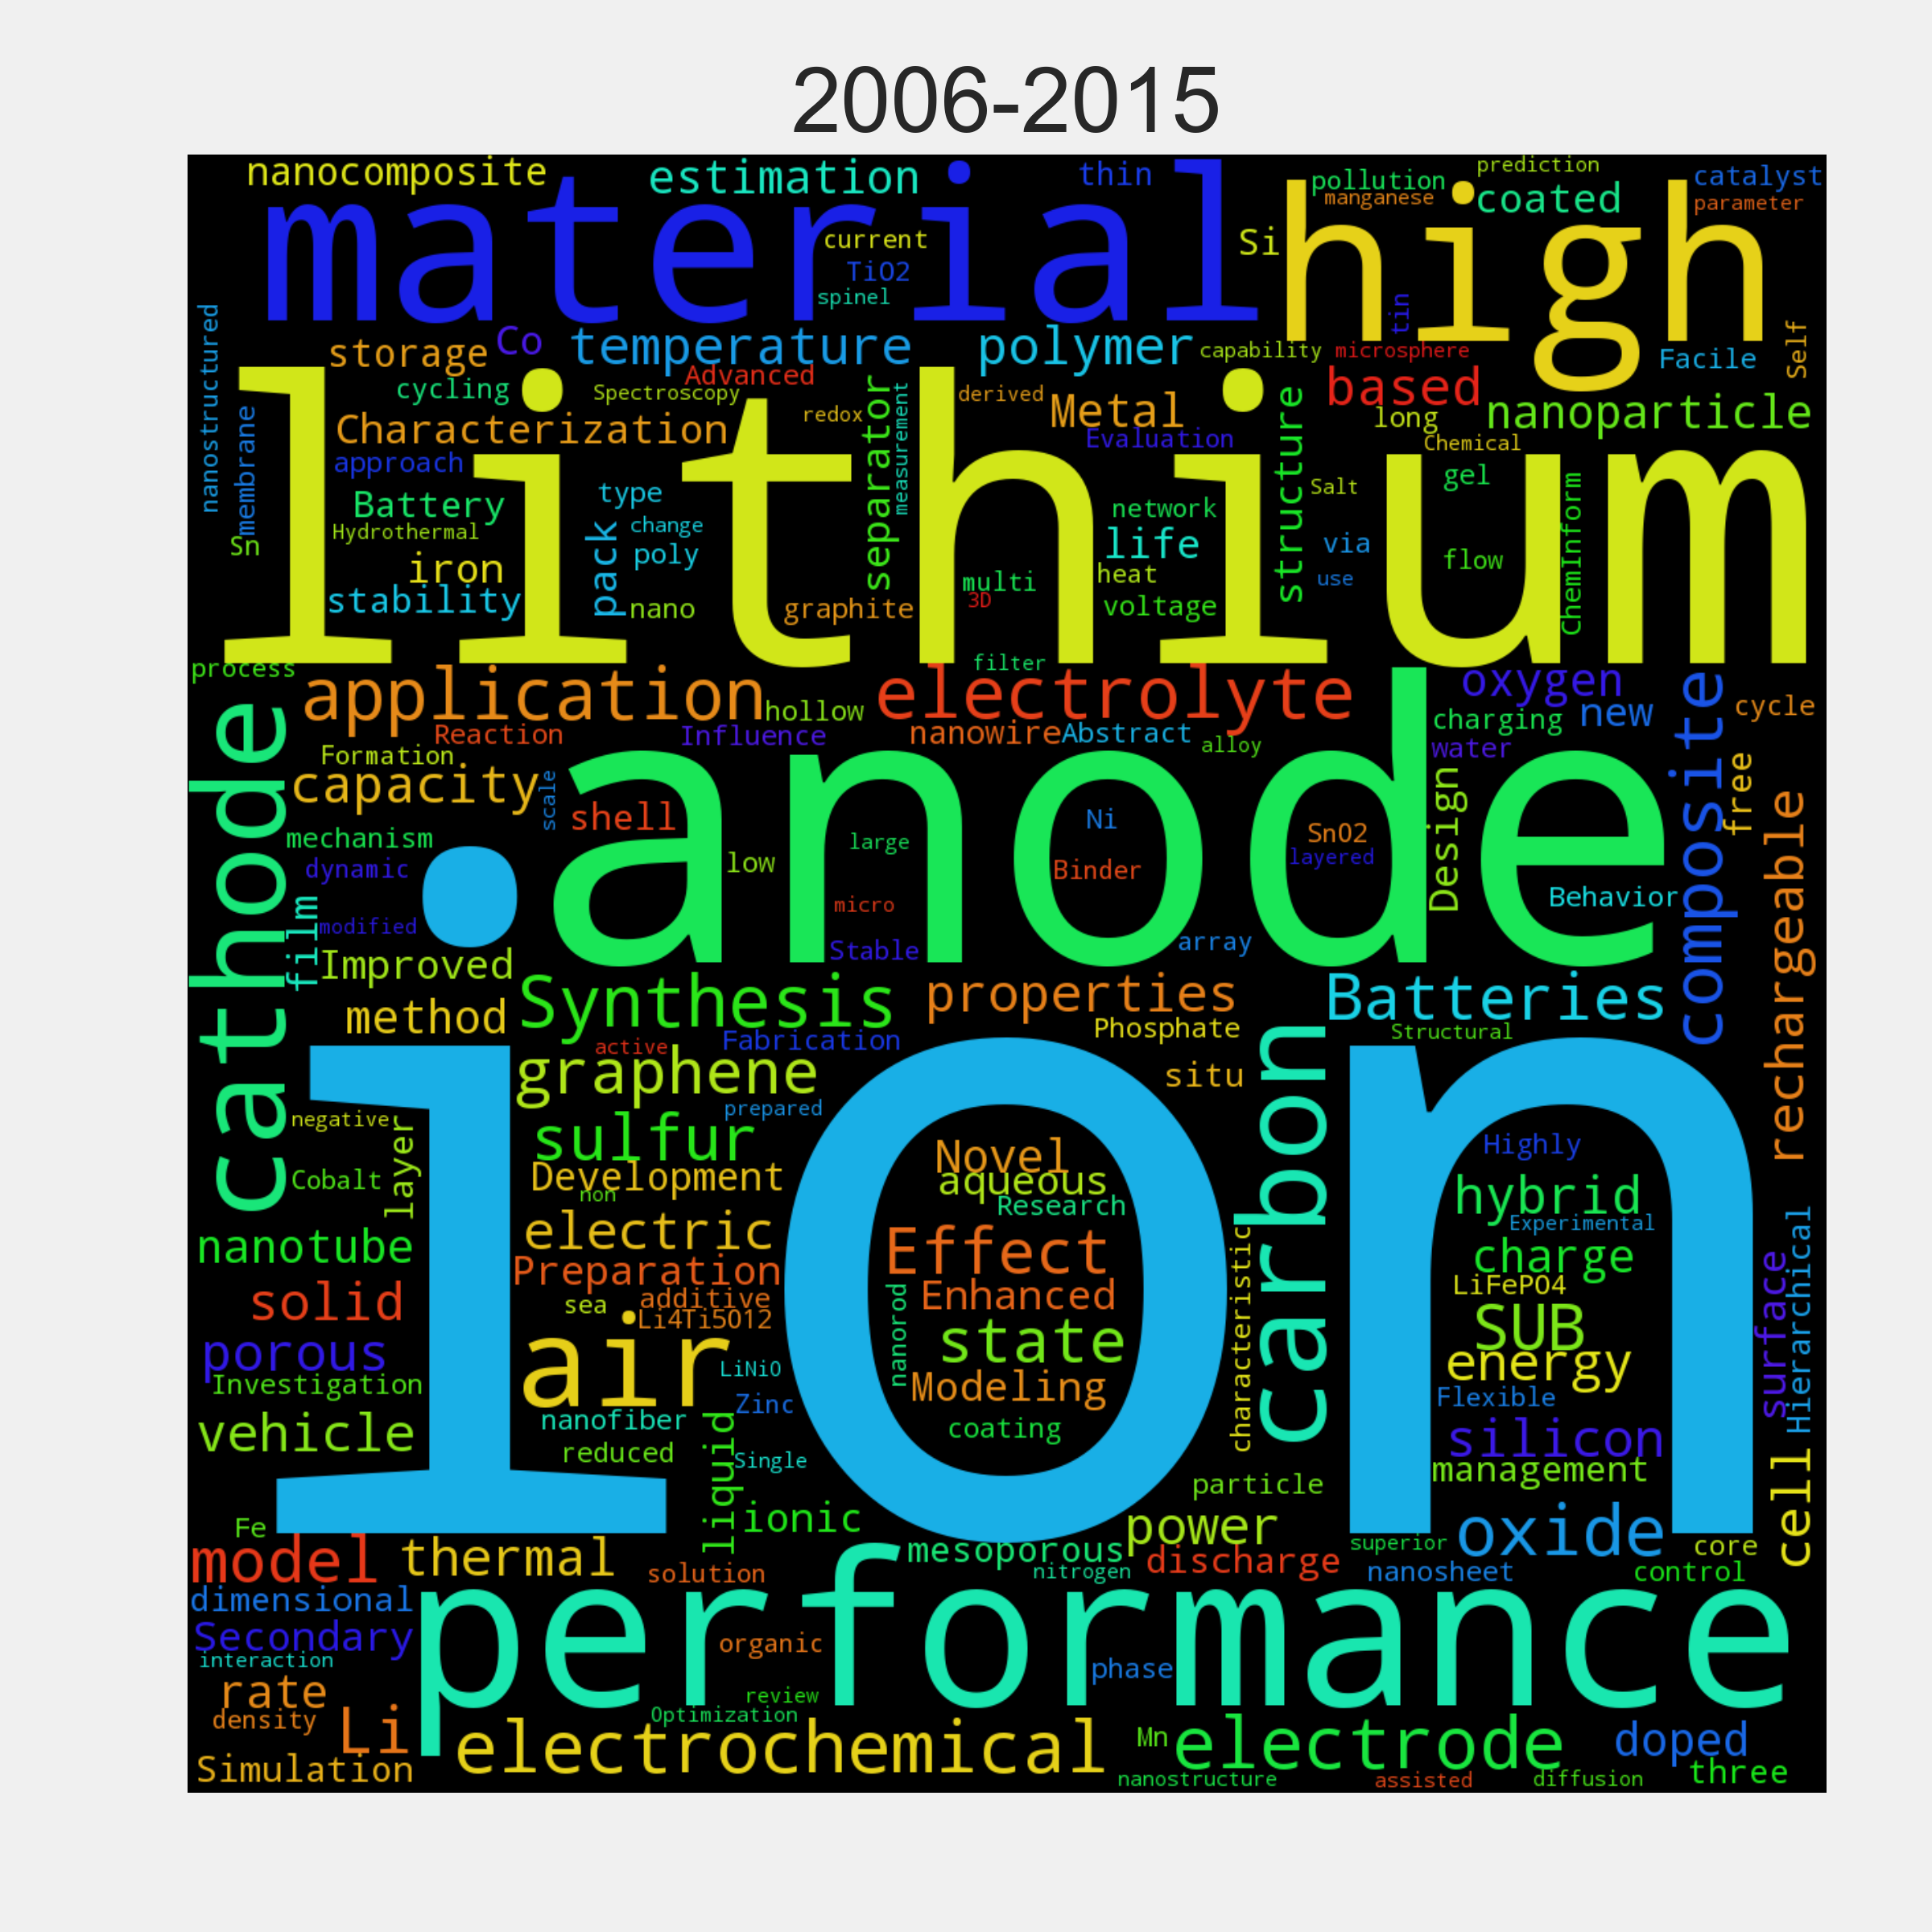 2006-2015
nanocomposite
estimation
thin
pollution
prediction
catalyst
manganese
coated
parameter
material
high
current
Si
TiO2
spinel
tin
nanostructured
storage
Co
temperature
polymer
capability
microsphere
Facile
Self
cycling
Spectroscopy
Advanced
separator
measurement
derived
Metal
structure
based
long
nanoparticle
redox
Characterization
Evaluation
Chemical
membrane
approach
lithium
Battery
type
Salt
gel
ChemInform
Hydrothermal
change
network
Sn
pack
poly
life
via
flow
iron
heat
use
stability
nano
graphite
multi
3D
voltage
process
filter
application
hollow
electrolyte
oxygen
composite
cycle
Reaction
Influence
nanowire
Abstract
alloy
charging
new
water
Formation
cathode
capacity
scale
anode
Design
free
rechargeable
shell
Ni
SnO2
mechanism
large
layered
dynamic
low
Binder
film
modified
micro
Behavior
Stable
array
Improved
method
Synthesis
properties
Batteries
Fabrication
Phosphate
Structural
active
graphene
situ
carbon
ion
negative
prepared
sulfur
Novel
Highly
Cobalt
layer
Development
non
aqueous
hybrid
Research
Experimental
nanotube
electric
Effect
characteristic
charge
surface
Hierarchical
Preparation
LiFePO4
solid
sea
additive
Li4Ti5O12
nanorod
Enhanced
SUB
porous
air
state
energy
Investigation
LiNiO
Modeling
Flexible
vehicle
nanofiber
Zinc
coating
silicon
reduced
liquid
Single
management
cell
particle
Fe
ionic
power
oxide
model
thermal
mesoporous
discharge
superior
core
solution
nitrogen
nanosheet
control
dimensional
Secondary
performance
organic
interaction
phase
rate
review
density
Li
Optimization
electrochemical
Mn
electrode
doped
Simulation
nanostructure
assisted
diffusion
three